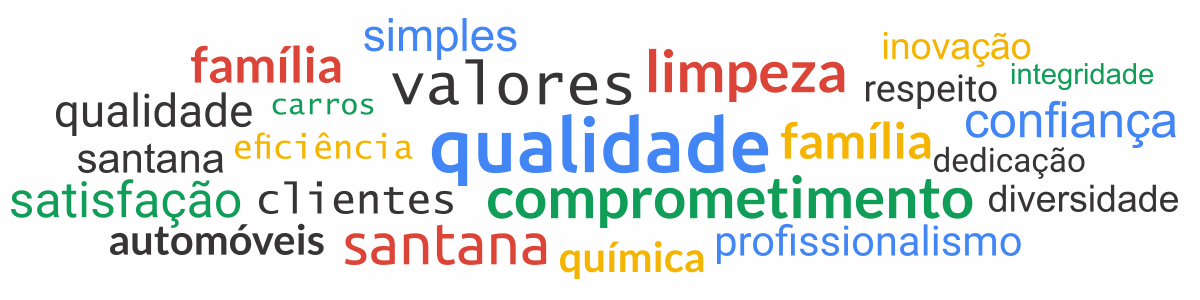 simples
inovação
família
valores
limpeza
integridade
respeito
qualidade
carros
confiança
eficiência
qualidade
família
santana
dedicação
satisfação
clientes
comprometimento
diversidade
automóveis
santana
química
profissionalismo